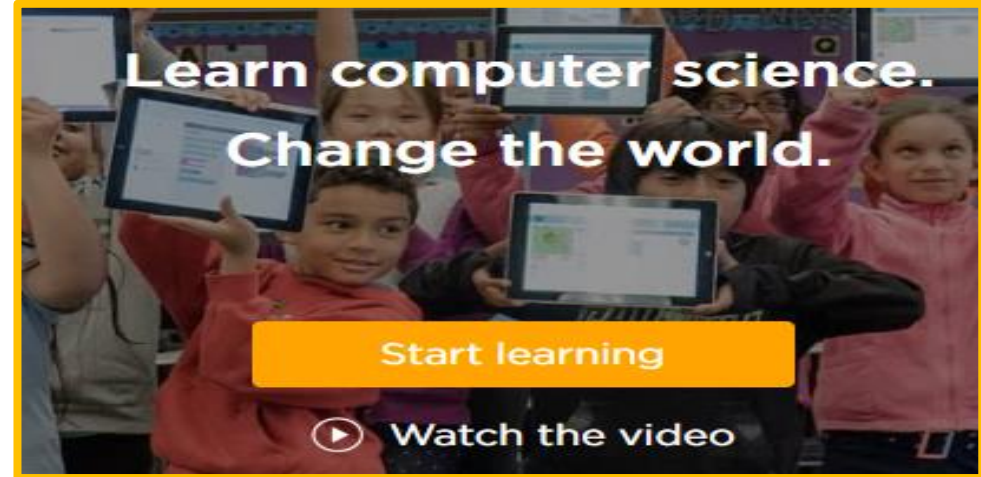 Learn computer science.
Change the world.
Start learning
Watch the video